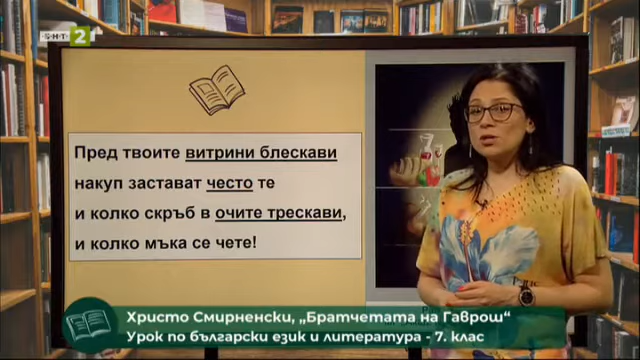 БНТ 2
Пред твоите витрини блескави
накуп застават често те
и колко скръб в очите трескави,
и колко мъка се чете!
Христо Смирненски, „Братчетата на Гаврош“
Урок по български език и литература - 7. клас